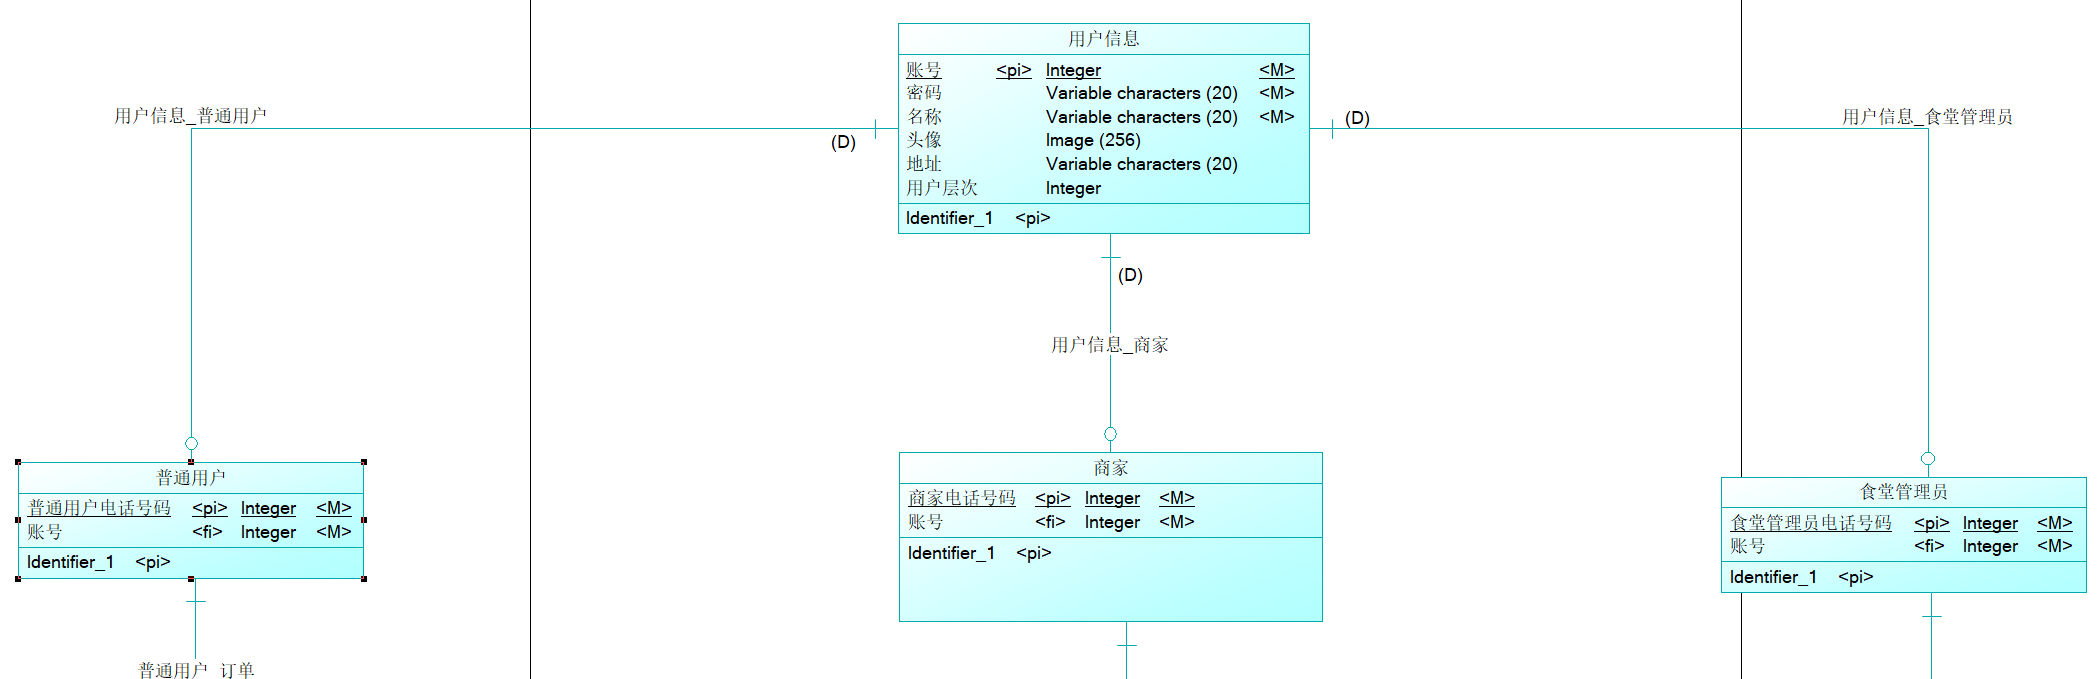 用户信息
账号 <pi> Integer <M>
密码 Variable characters (20) <M>
名称 Variable characters (20) <M>
头像 Image (256)
地址 Variable characters (20)
用户层次 Integer
Identifier_1 <pi>
用户信息_普通用户
(D)
(D)
用户信息_食堂管理员
(D)
用户信息_商家
普通用户
普通用户电话号码 <pi> Integer <M>
账号 <fi> Integer <M>
Identifier_1 <pi>
商家
商家电话号码 <pi> Integer <M>
账号 <fi> Integer <M>
Identifier_1 <pi>
食堂管理员
食堂管理员电话号码 <pi> Integer <M>
账号 <fi> Integer <M>
Identifier_1 <pi>
普通用户_订单